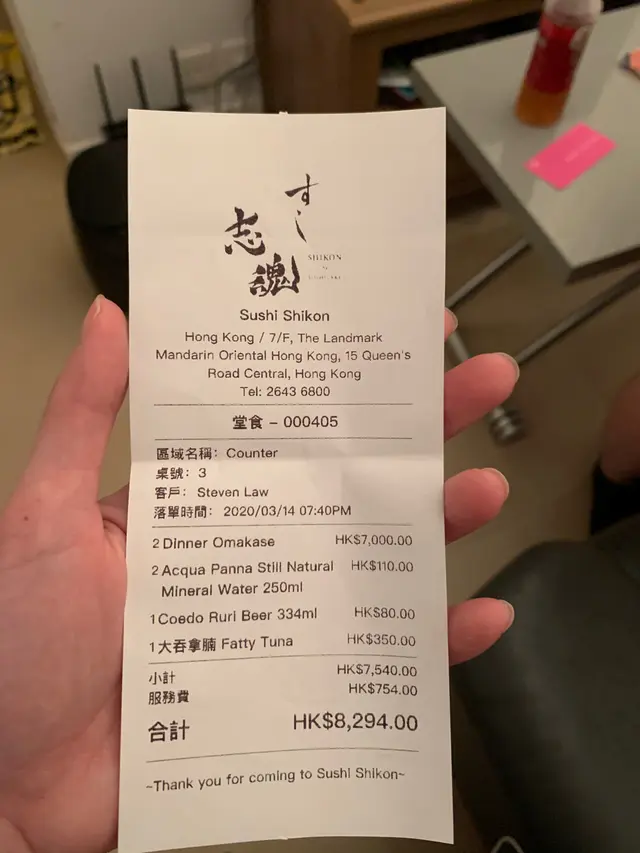 すし
志
魂
SHIKON
Sushi Shikon
Hong Kong / 7/F, The Landmark
Mandarin Oriental Hong Kong, 15 Queen's
Road Central, Hong Kong
Tel: 2643 6800
堂食 - 000405
區域名稱: Counter
桌號: 3
客戶: Steven Law
落單時間: 2020/03/14 07:40PM
2 Dinner Omakase HK$7,000.00
2 Acqua Panna Still Natural HK$110.00
Mineral Water 250ml
1 Coedo Ruri Beer 334ml HK$80.00
1 大吞拿腩 Fatty Tuna HK$350.00
小計 HK$7,540.00
服務費 HK$754.00
合計 HK$8,294.00
~Thank you for coming to Sushi Shikon~